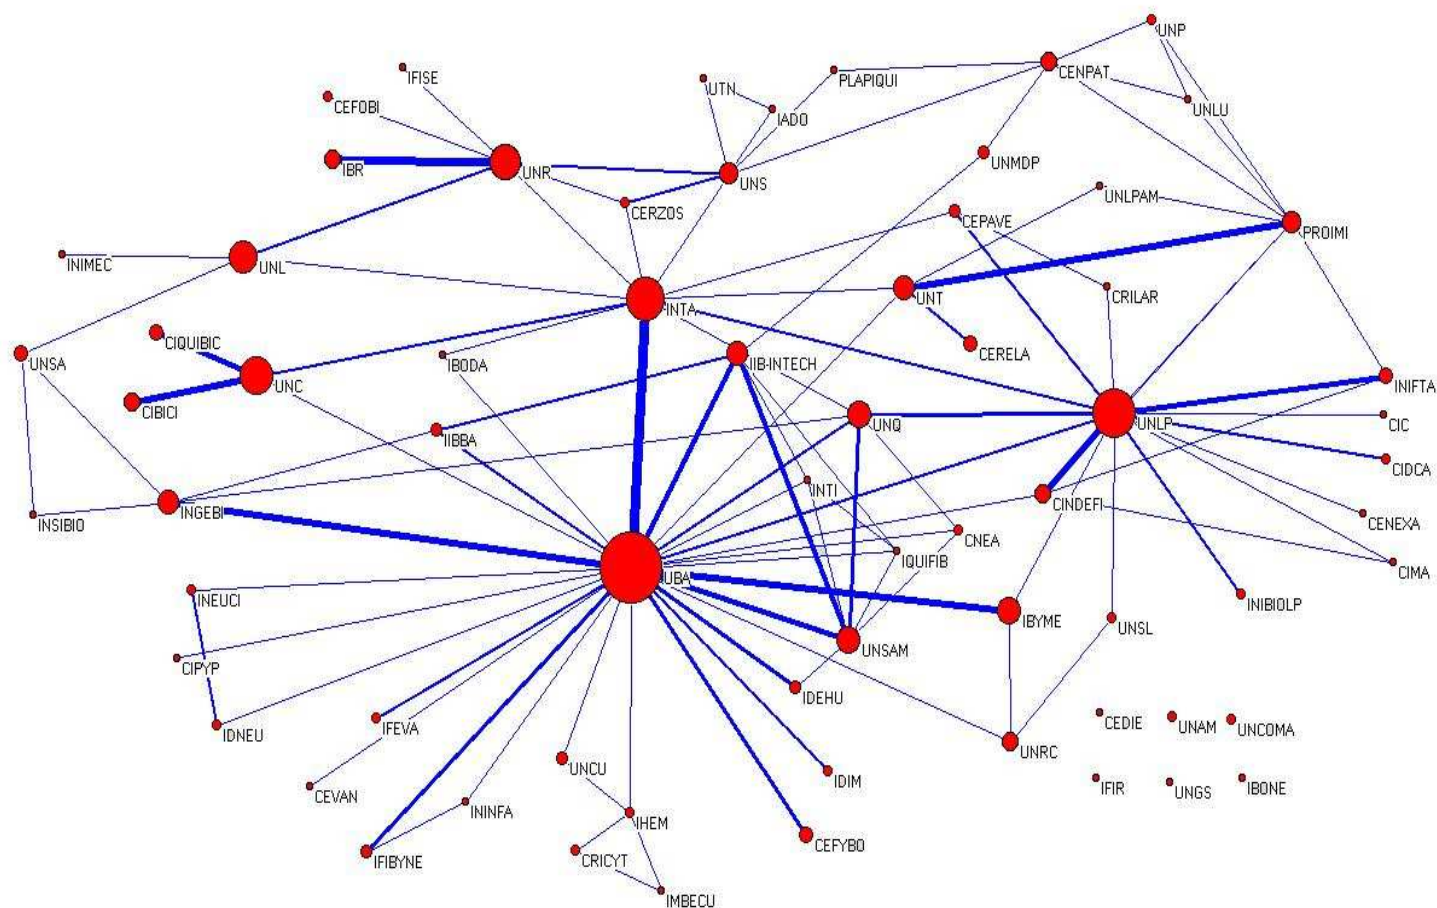 UNP
IFISE
UTN
PLAPIQUI
CENPAT
CEFOBI
IADO
UNLU
IBR
UNR
UNS
UNMDP
UNLPAM
CERZOS
CEPAVE
PROIMI
INIMEC
UNL
INTA
UNT
CRILAR
CIQUIBIC
UNSA
IBODA
IIB-INTECH
CERELA
UNC
CIBICI
INIFTA
IIBBA
UNQ
UNLP
CIC
CIDCA
INTI
INGEBI
CINDEFI
INSIBIO
CENEXA
CNEA
IQUIFIB
CIMA
UBA
INEUCI
IBYME
INIBIOLP
UNSL
UNSAM
CIPYP
IDEHU
IDNEU
IFEVA
CEDIE
UNAM
UNCOMA
UNRC
UNCU
IDIM
CEVAN
IFIR
UNGS
IBONE
ININFA
IHEM
CEFYBO
IFIBYNE
CRICYT
IMBECU